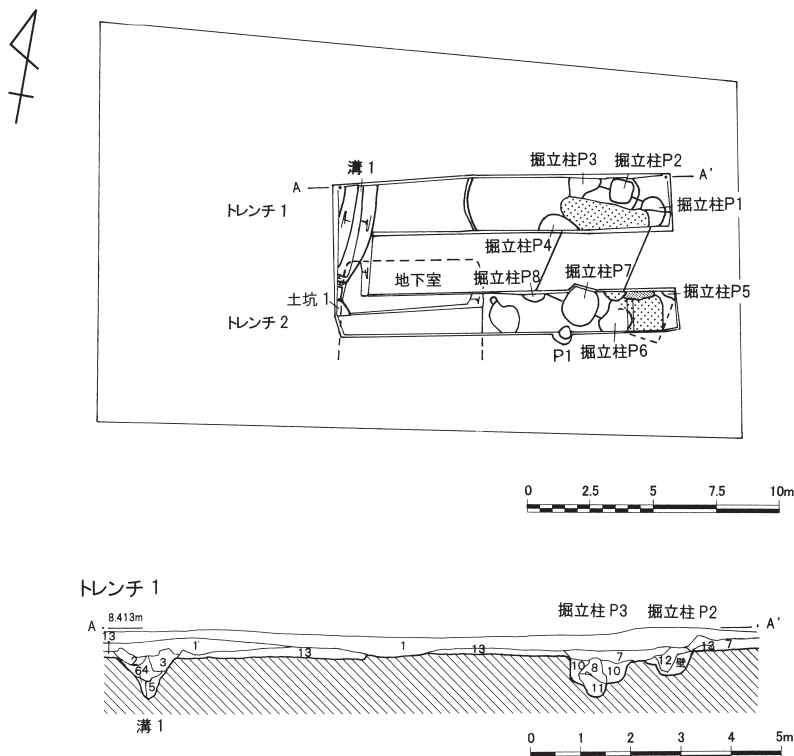 掘立柱P3 掘立柱P2
溝1
A A'
トレンチ 1
掘立柱P1
掘立柱P4
掘立柱P7
地下室
掘立柱P8
掘立柱P5
土坑 1
トレンチ 2
P1 掘立柱P6
0 2.5 5 7.5 10m
トレンチ 1
掘立柱 P3 掘立柱 P2
A 8.413m A'
13 1 1 13 13 7 13 7
2 3 64 5 10 8 10 11 12 壁
溝 1
0 1 2 3 4 5m